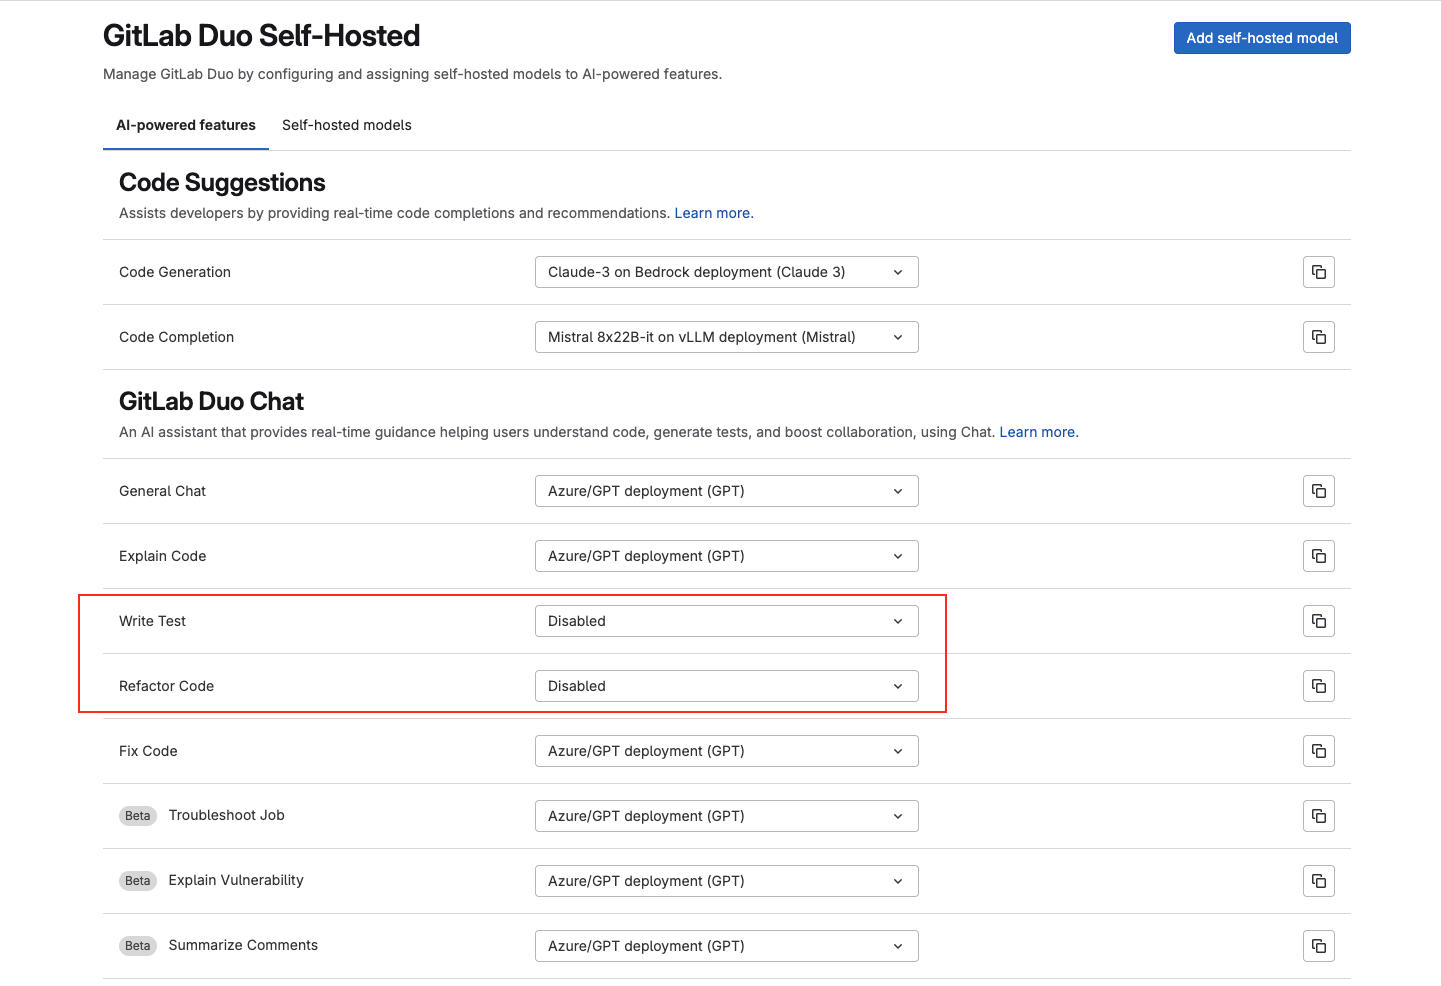 GitLab Duo Self-Hosted
Add self-hosted model
Manage GitLab Duo by configuring and assigning self-hosted models to AI-powered features.
AI-powered features
Self-hosted models
Code Suggestions
Assists developers by providing real-time code completions and recommendations. Learn more.
Code Generation
Claude-3 on Bedrock deployment (Claude 3)
Code Completion
Mistral 8x22B-it on vLLM deployment (Mistral)
GitLab Duo Chat
An AI assistant that provides real-time guidance helping users understand code, generate tests, and boost collaboration, using Chat. Learn more.
General Chat
Azure/GPT deployment (GPT)
Explain Code
Azure/GPT deployment (GPT)
Write Test
Disabled
Refactor Code
Disabled
Fix Code
Azure/GPT deployment (GPT)
Beta Troubleshoot Job
Azure/GPT deployment (GPT)
Beta Explain Vulnerability
Azure/GPT deployment (GPT)
Beta Summarize Comments
Azure/GPT deployment (GPT)